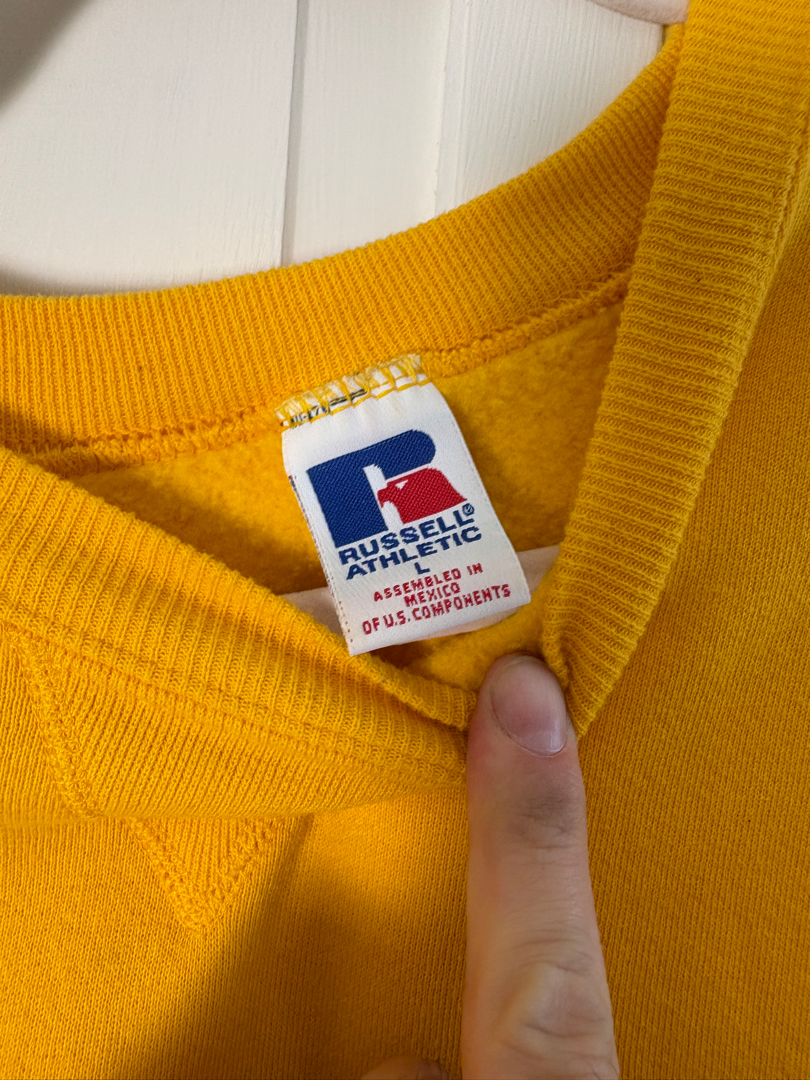 RUSSELL®
ATHLETIC
L
ASSEMBLED IN
MEXICO
OF U.S. COMPONENTS